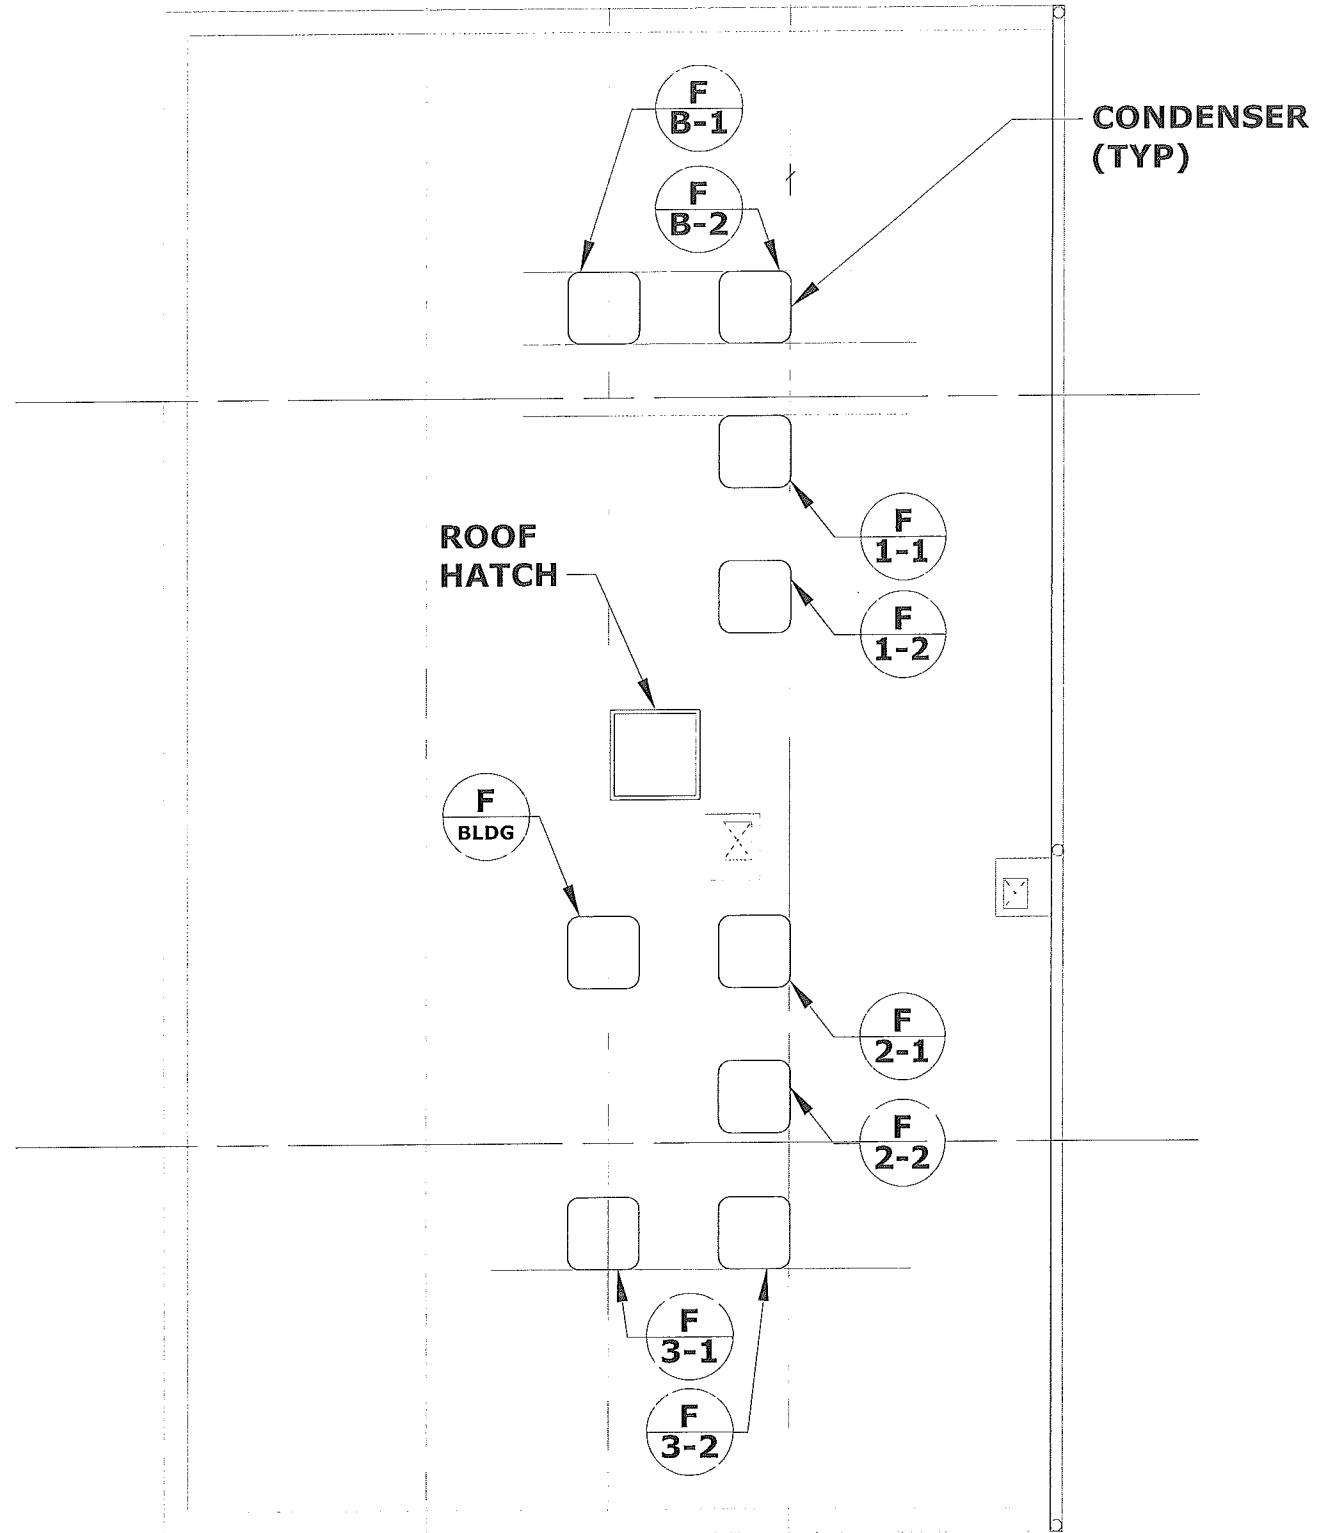 F
B-1
CONDENSER
(TYP)
F
B-2
F
1-1
ROOF
HATCH
F
1-2
F
BLDG
F
2-1
F
2-2
F
3-1
F
3-2